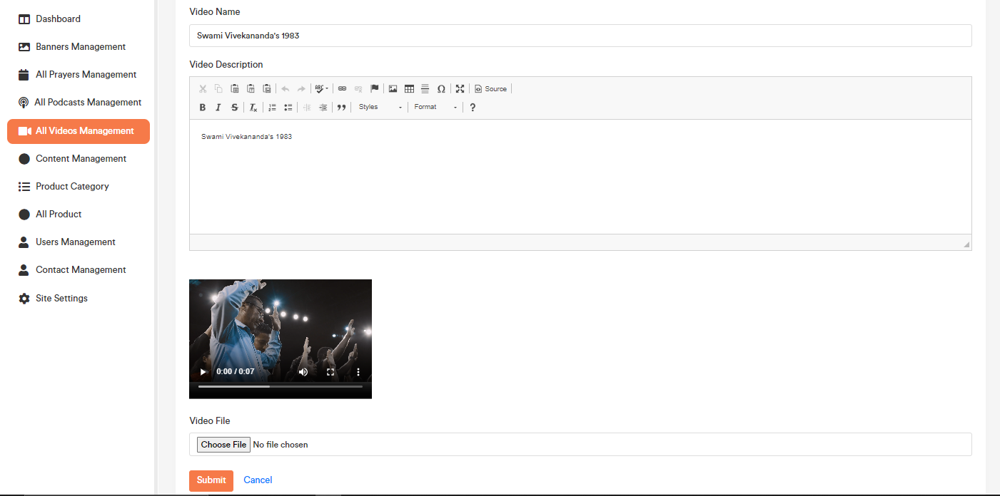 Dashboard
Banners Management
All Prayers Management
All Podcasts Management
All Videos Management
Content Management
Product Category
All Product
Users Management
Contact Management
Site Settings
Video Name
Swami Vivekananda's 1983
Video Description
ABC
Source
B I S Tx
Styles Format ?
Swami Vivekananda's 1983
0:00 / 0:07
Video File
Choose File No file chosen
Submit Cancel